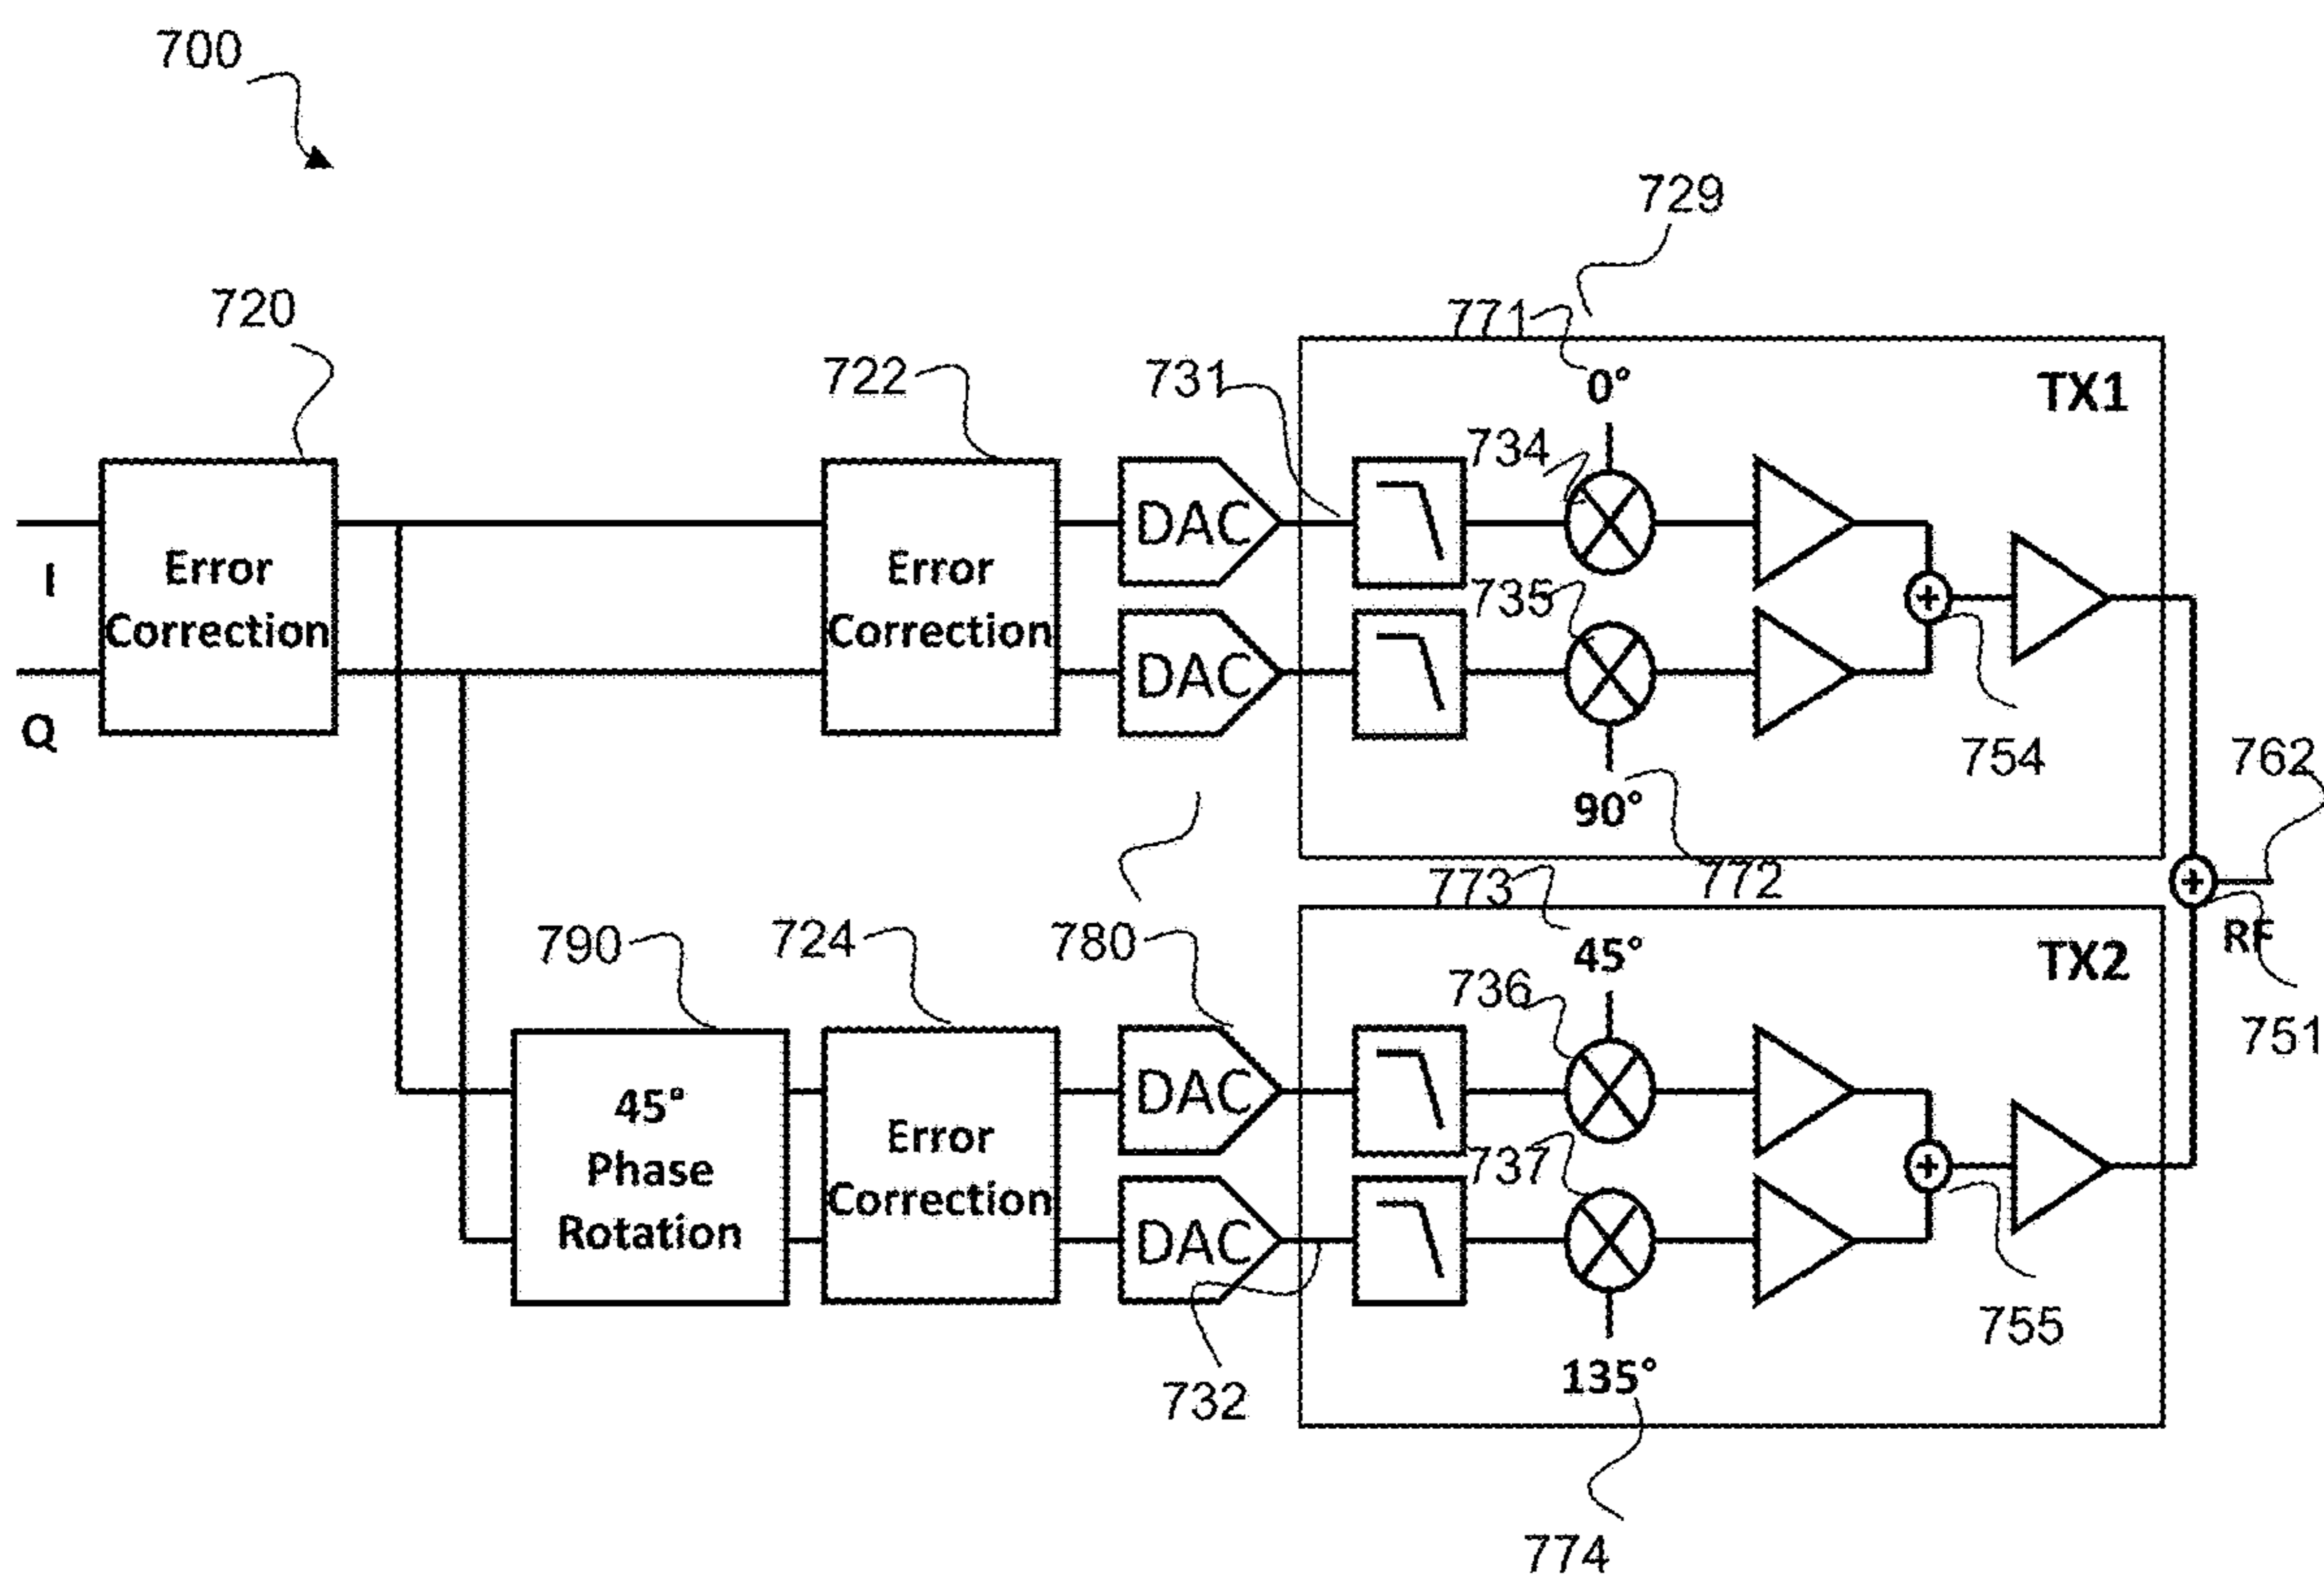 700
729
720
771
722
731
0°
TX1
734
DAC
I
Error
Correction
Error
Correction
735
DAC
Q
754
762
90°
772
773
790
724
780
45°
TX2
RF
736
751
45°
Phase
Rotation
Error
Correction
DAC
737
DAC
755
732
135°
774